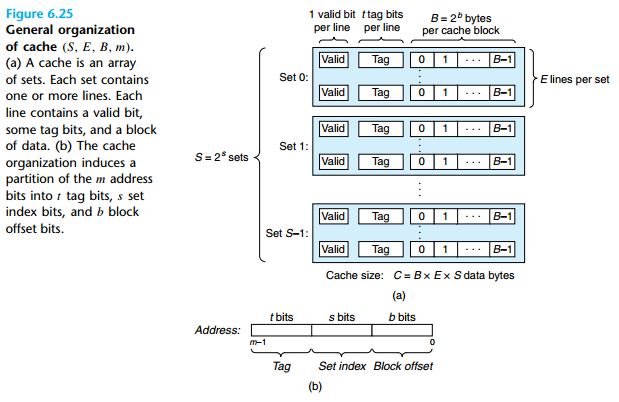 Figure 6.25
General organization
of cache (S, E, B, m).
(a) A cache is an array
of sets. Each set contains
one or more lines. Each
line contains a valid bit,
some tag bits, and a block
of data. (b) The cache
organization induces a
partition of the m address
bits into t tag bits, s set
index bits, and b block
offset bits.
1 valid bit
per line
t tag bits
per line
B = 2ᵇ bytes
per cache block
S = 2ˢ sets
Set 0:
Valid Tag 0 1 · · · B–1
⋮
Valid Tag 0 1 · · · B–1
E lines per set
Set 1:
Valid Tag 0 1 · · · B–1
⋮
Valid Tag 0 1 · · · B–1
⋮
Set S–1:
Valid Tag 0 1 · · · B–1
⋮
Valid Tag 0 1 · · · B–1
Cache size: C = B × E × S data bytes
(a)
t bits s bits b bits
Address:
m–1 0
Tag Set index Block offset
(b)